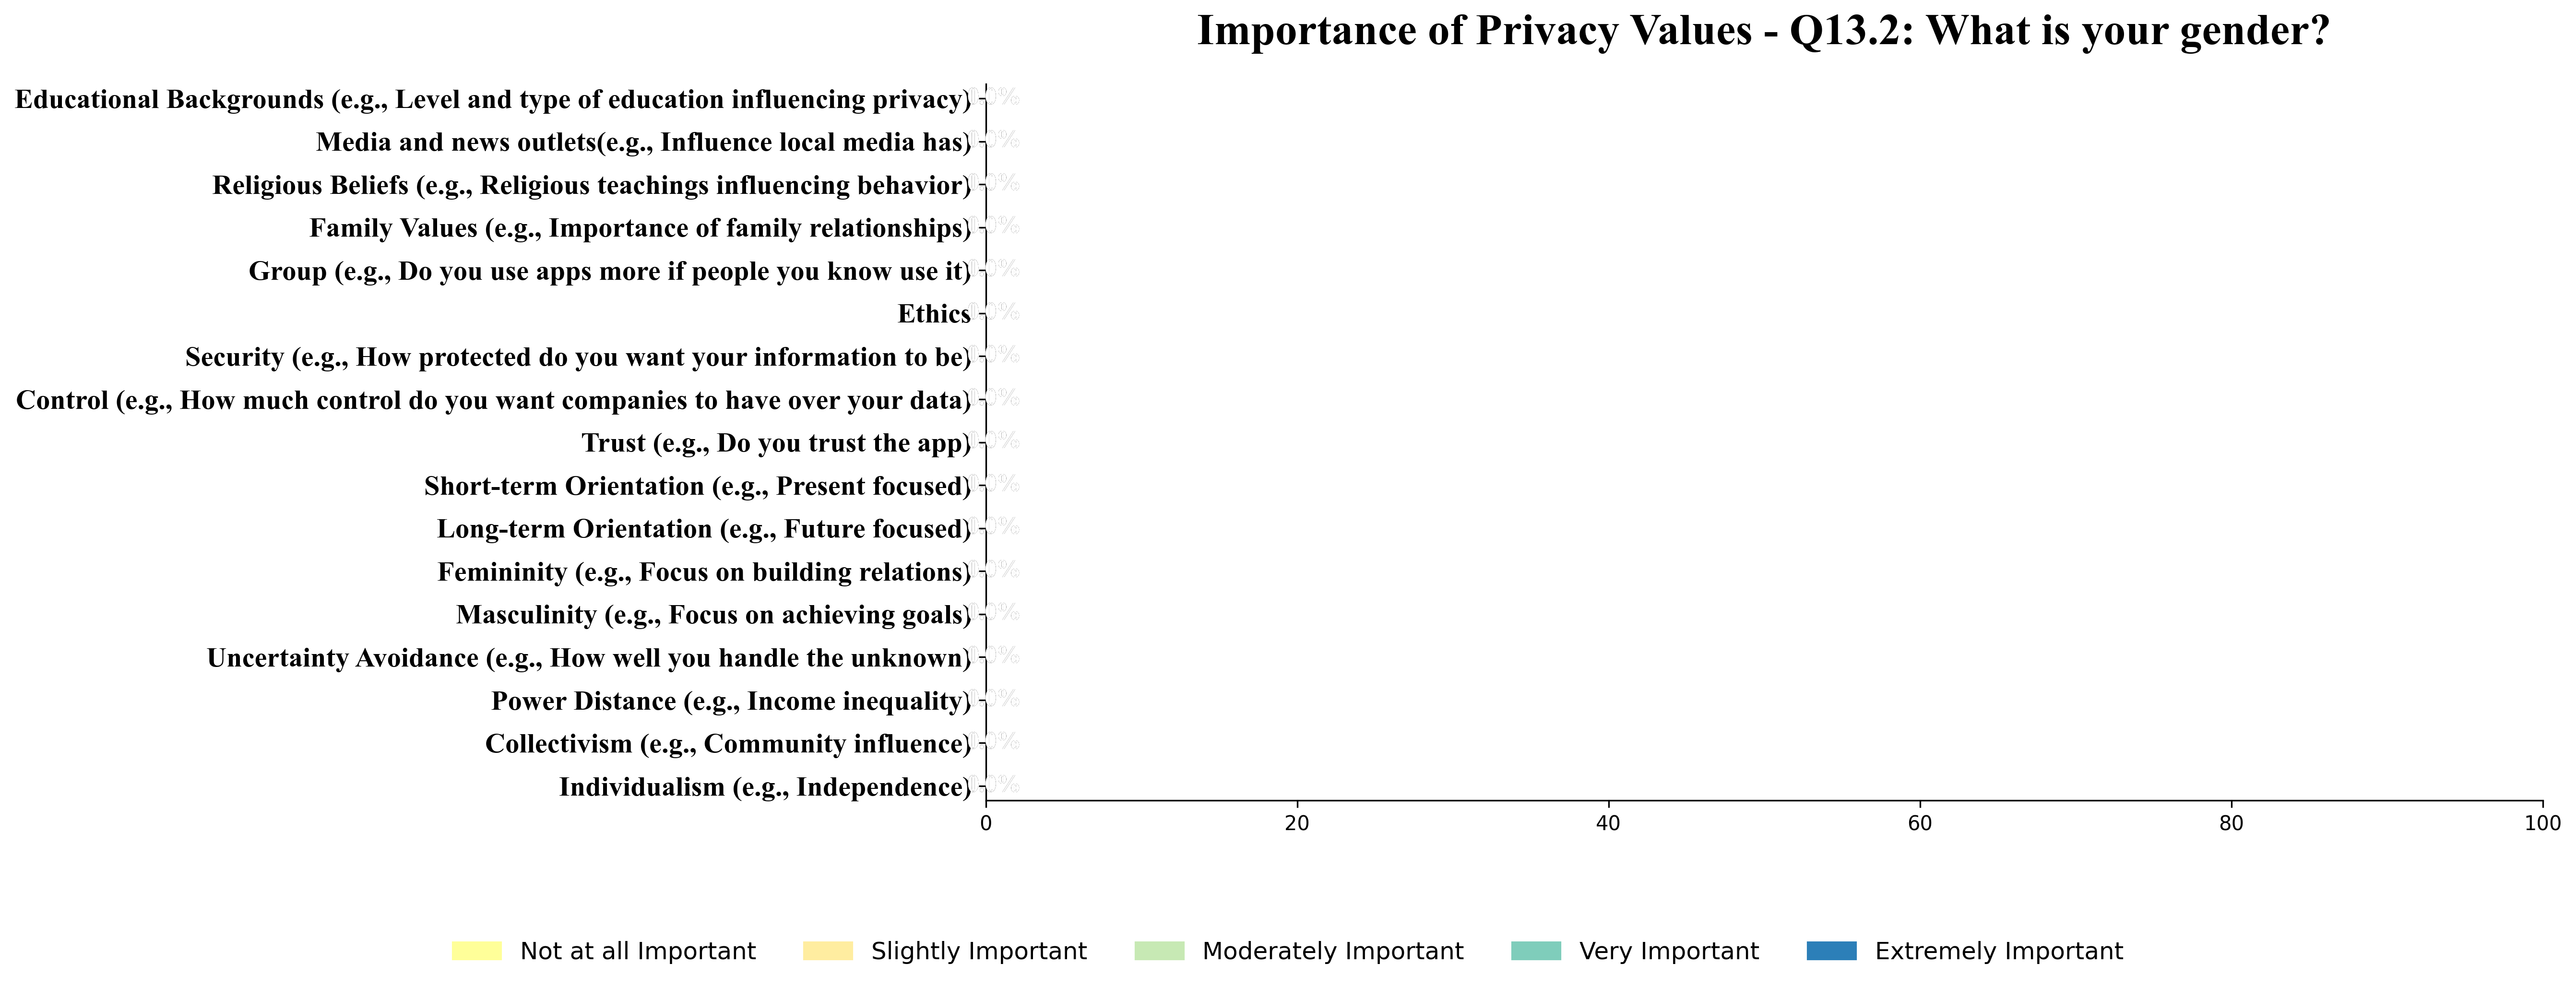 Importance of Privacy Values - Q13.2: What is your gender?
Educational Backgrounds (e.g., Level and type of education influencing privacy)
Media and news outlets(e.g., Influence local media has)
Religious Beliefs (e.g., Religious teachings influencing behavior)
Family Values (e.g., Importance of family relationships)
Group (e.g., Do you use apps more if people you know use it)
Ethics
Security (e.g., How protected do you want your information to be)
Control (e.g., How much control do you want companies to have over your data)
Trust (e.g., Do you trust the app)
Short-term Orientation (e.g., Present focused)
Long-term Orientation (e.g., Future focused)
Femininity (e.g., Focus on building relations)
Masculinity (e.g., Focus on achieving goals)
Uncertainty Avoidance (e.g., How well you handle the unknown)
Power Distance (e.g., Income inequality)
Collectivism (e.g., Community influence)
Individualism (e.g., Independence)
0 20 40 60 80 100
Not at all Important Slightly Important Moderately Important Very Important Extremely Important